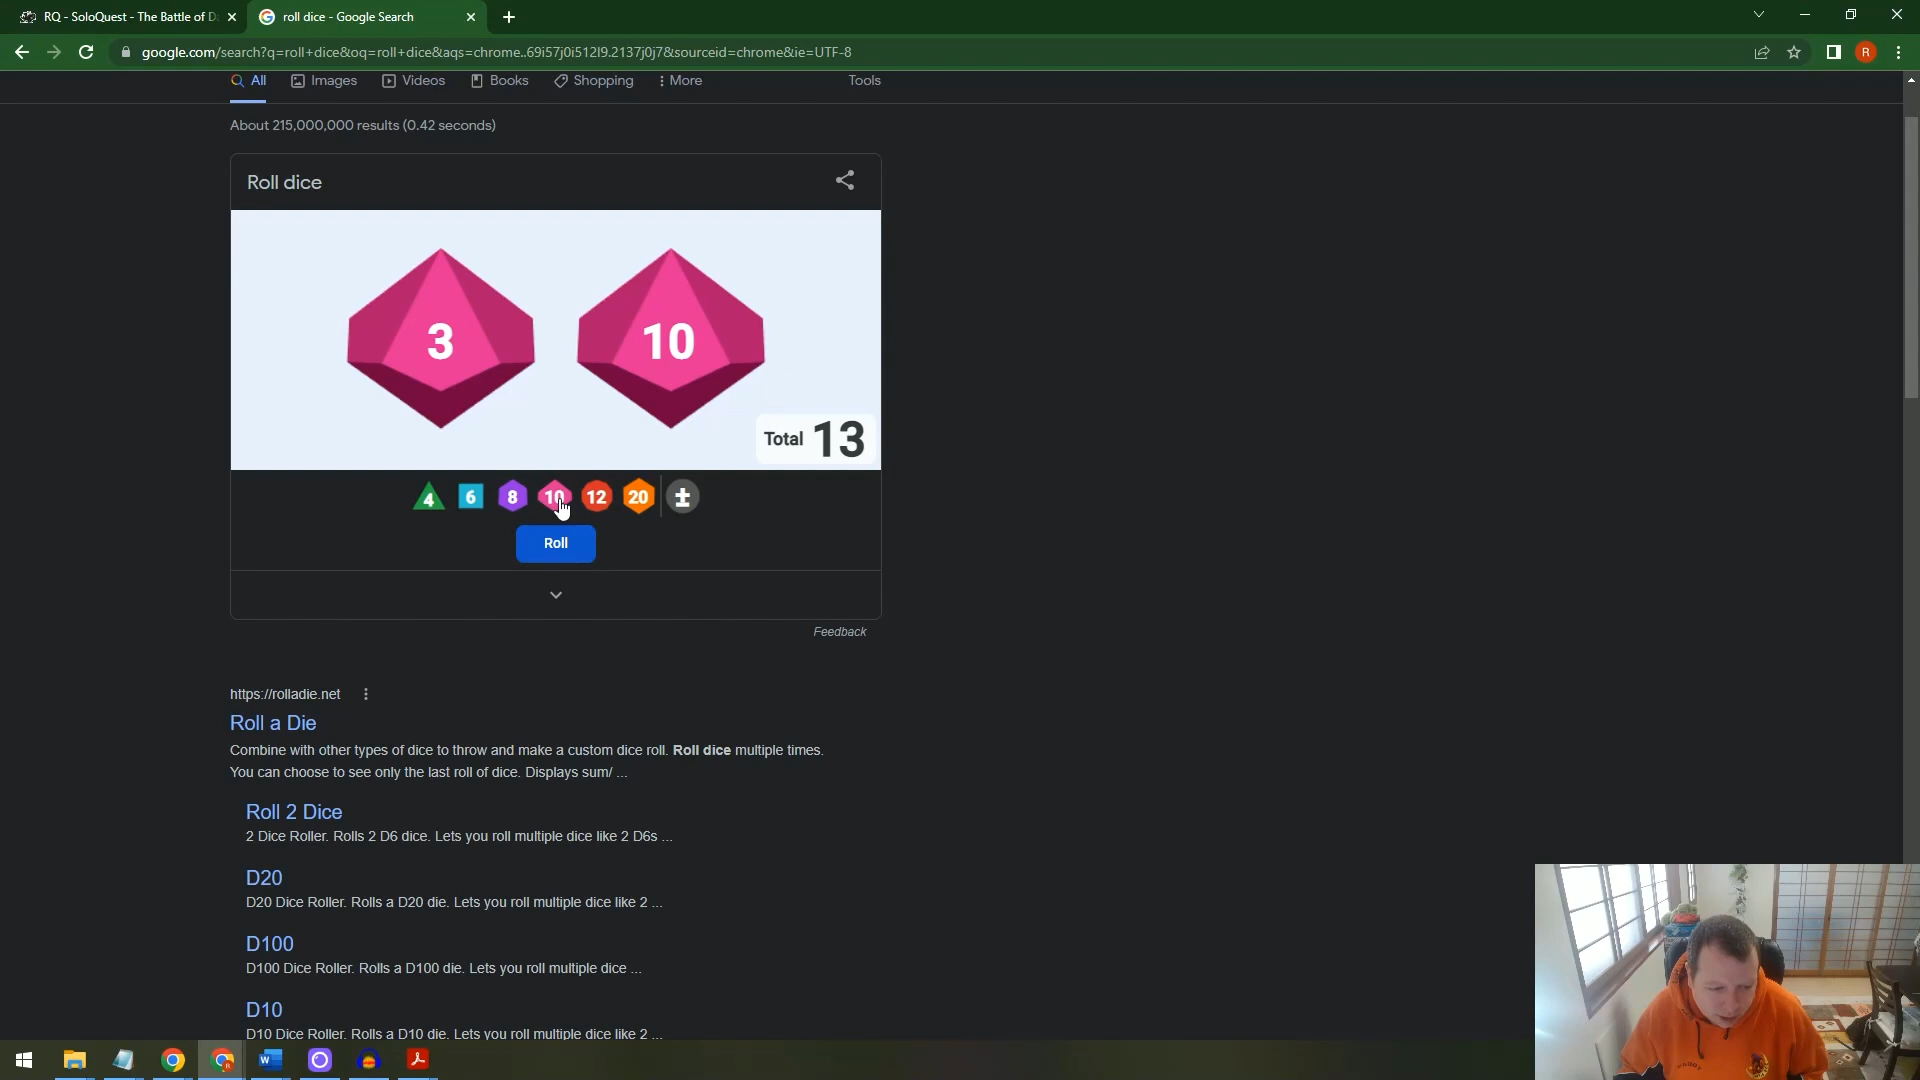 RQ - SoloQuest - The Battle of D
roll dice - Google Search
google.com/search?q=roll+dice&oq=roll+dice&aqs=chrome..69i57j0i512l9.2137j0j7&sourceid=chrome&ie=UTF-8
R
All
Images
Videos
Books
Shopping
More
Tools
About 215,000,000 results (0.42 seconds)
Roll dice
3
10
Total 13
4
6
8
10
12
20
±
Roll
Feedback
https://rolladie.net
Roll a Die
Combine with other types of dice to throw and make a custom dice roll. Roll dice multiple times.
You can choose to see only the last roll of dice. Displays sum/ ...
Roll 2 Dice
2 Dice Roller. Rolls 2 D6 dice. Lets you roll multiple dice like 2 D6s ...
D20
D20 Dice Roller. Rolls a D20 die. Lets you roll multiple dice like 2 ...
D100
D100 Dice Roller. Rolls a D100 die. Lets you roll multiple dice ...
D10
D10 Dice Roller. Rolls a D10 die. Lets you roll multiple dice like 2 ...